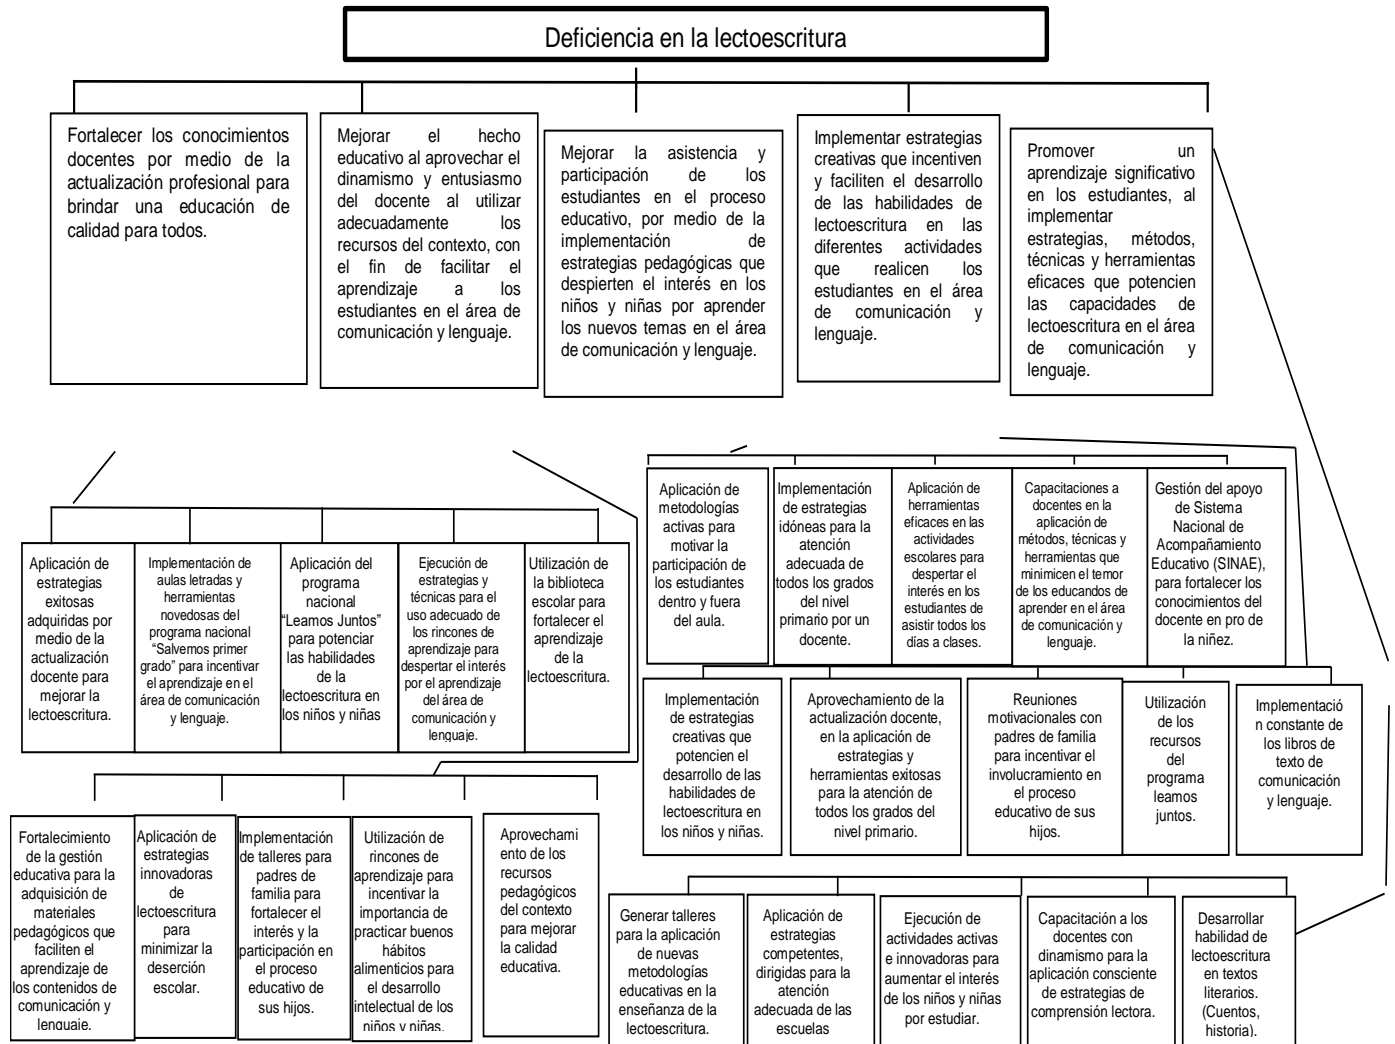 Deficiencia en la lectoescritura
Fortalecer los conocimientos
docentes por medio de la
actualización profesional para
brindar una educación de
calidad para todos.
Mejorar el hecho
educativo al aprovechar el
dinamismo y entusiasmo
del docente al utilizar
adecuadamente los
recursos del contexto, con
el fin de facilitar el
aprendizaje a los
estudiantes en el área de
comunicación y lenguaje.
Mejorar la asistencia y
participación de los
estudiantes en el proceso
educativo, por medio de la
implementación de
estrategias pedagógicas que
despierten el interés en los
niños y niñas por aprender
los nuevos temas en el área
de comunicación y lenguaje.
Implementar estrategias
creativas que incentiven
y faciliten el desarrollo
de las habilidades de
lectoescritura en las
diferentes actividades
que realicen los
estudiantes en el área
de comunicación y
lenguaje.
Promover un
aprendizaje significativo
en los estudiantes, al
implementar
estrategias, métodos,
técnicas y herramientas
eficaces que potencien
las capacidades de
lectoescritura en el área
de comunicación y
lenguaje.
Aplicación de
metodologías
activas para
motivar la
participación de
los estudiantes
dentro y fuera
del aula.
Implementación
de estrategias
idóneas para la
atención
adecuada de
todos los grados
del nivel
primario por un
docente.
Aplicación de
herramientas
eficaces en las
actividades
escolares para
despertar el
interés en los
estudiantes de
asistir todos los
días a clases.
Capacitaciones a
docentes en la
aplicación de
métodos, técnicas y
herramientas que
minimicen el temor
de los educandos de
aprender en el área
de comunicación y
lenguaje.
Gestión del apoyo
de Sistema
Nacional de
Acompañamiento
Educativo (SINAE),
para fortalecer los
conocimientos del
docente en pro de
la niñez.
Aplicación de
estrategias
exitosas
adquiridas por
medio de la
actualización
docente para
mejorar la
lectoescritura.
Implementación de
aulas letradas y
herramientas
novedosas del
programa nacional
“Salvemos primer
grado” para incentivar
el aprendizaje en el
área de comunicación
y lenguaje.
Aplicación del
programa
nacional
“Leamos Juntos”
para potenciar
las habilidades
de la
lectoescritura en
los niños y niñas
Ejecución de
estrategias y
técnicas para el
uso adecuado de
los rincones de
aprendizaje para
despertar el interés
por el aprendizaje
del área de
comunicación y
lenguaje.
Utilización de
la biblioteca
escolar para
fortalecer el
aprendizaje
de la
lectoescritura.
Implementación
de estrategias
creativas que
potencien el
desarrollo de las
habilidades de
lectoescritura en
los niños y niñas.
Aprovechamiento de la
actualización docente,
en la aplicación de
estrategias y
herramientas exitosas
para la atención de
todos los grados del
nivel primario.
Reuniones
motivacionales con
padres de familia
para incentivar el
involucramiento en
el proceso
educativo de sus
hijos.
Utilización
de los
recursos
del
programa
leamos
juntos.
Implementació
n constante de
los libros de
texto de
comunicación
y lenguaje.
Fortalecimiento
de la gestión
educativa para la
adquisición de
materiales
pedagógicos que
faciliten el
aprendizaje de
los contenidos de
comunicación y
lenguaje.
Aplicación de
estrategias
innovadoras
de
lectoescritura
para
minimizar la
deserción
escolar.
Implementación
de talleres para
padres de
familia para
fortalecer el
interés y la
participación en
el proceso
educativo de
sus hijos.
Utilización de
rincones de
aprendizaje para
incentivar la
importancia de
practicar buenos
hábitos
alimenticios para
el desarrollo
intelectual de los
niños y niñas.
Aprovechami
ento de los
recursos
pedagógicos
del contexto
para mejorar
la calidad
educativa.
Generar talleres
para la aplicación
de nuevas
metodologías
educativas en la
enseñanza de la
lectoescritura.
Aplicación de
estrategias
competentes,
dirigidas para la
atención
adecuada de las
escuelas
Ejecución de
actividades activas
e innovadoras para
aumentar el interés
de los niños y niñas
por estudiar.
Capacitación a los
docentes con
dinamismo para la
aplicación consciente
de estrategias de
comprensión lectora.
Desarrollar
habilidad de
lectoescritura
en textos
literarios.
(Cuentos,
historia).